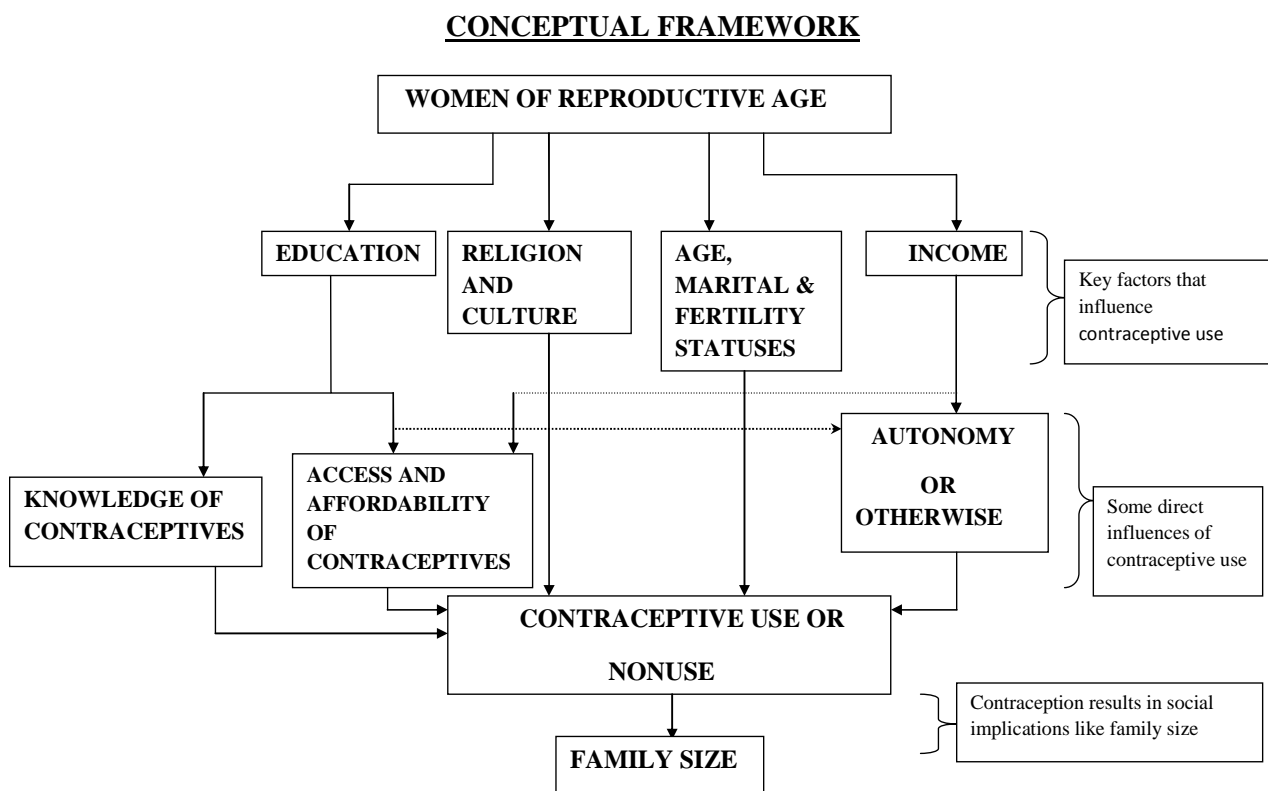 CONCEPTUAL FRAMEWORK
WOMEN OF REPRODUCTIVE AGE
EDUCATION
RELIGION
AND
CULTURE
AGE,
MARITAL &
FERTILITY
STATUSES
INCOME
Key factors that
influence
contraceptive use
KNOWLEDGE OF
CONTRACEPTIVES
ACCESS AND
AFFORDABILITY
OF
CONTRACEPTIVES
AUTONOMY
OR
OTHERWISE
Some direct
influences of
contraceptive use
CONTRACEPTIVE USE OR
NONUSE
Contraception results in social
implications like family size
FAMILY SIZE